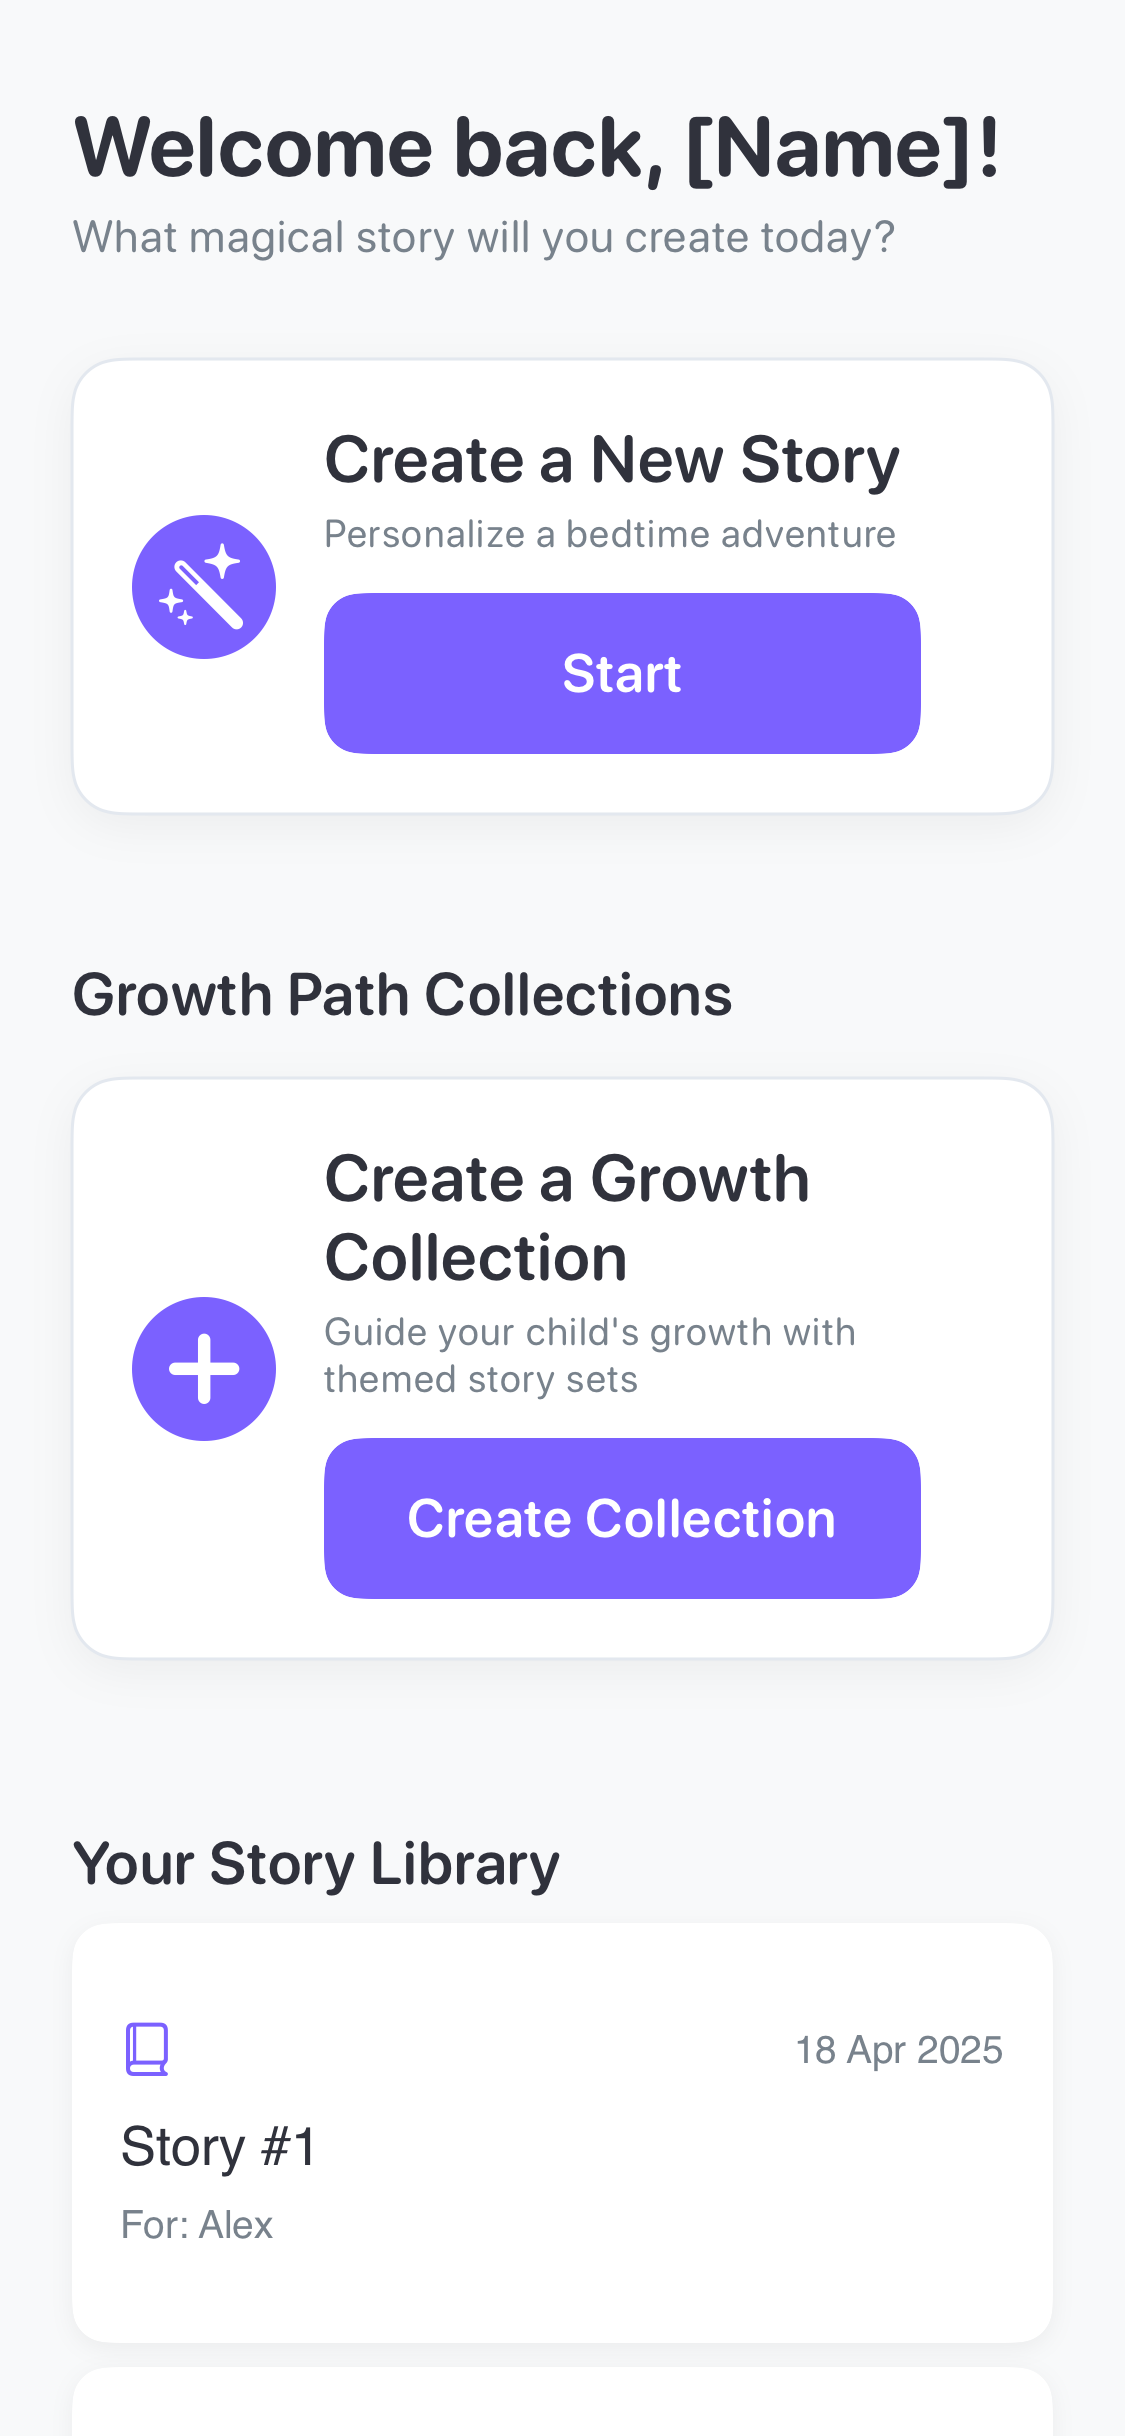 Welcome back, [Name]!
What magical story will you create today?
Create a New Story
Personalize a bedtime adventure
Start
Growth Path Collections
Create a Growth
Collection
Guide your child's growth with
themed story sets
Create Collection
Your Story Library
18 Apr 2025
Story #1
For: Alex